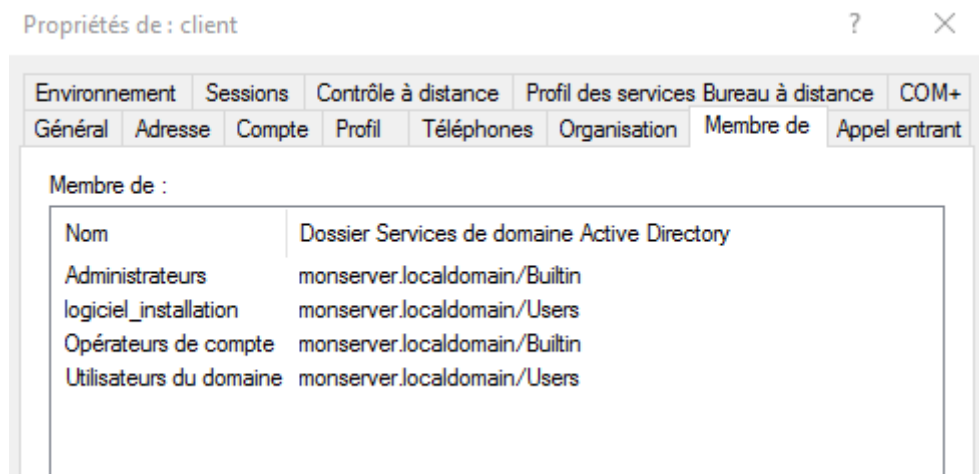 Propriétés de : client ? ×
Environnement Sessions Contrôle à distance Profil des services Bureau à distance COM+
Général Adresse Compte Profil Téléphones Organisation Membre de Appel entrant
Membre de :
Nom Dossier Services de domaine Active Directory
Administrateurs monserver.localdomain/Builtin
logiciel_installation monserver.localdomain/Users
Opérateurs de compte monserver.localdomain/Builtin
Utilisateurs du domaine monserver.localdomain/Users